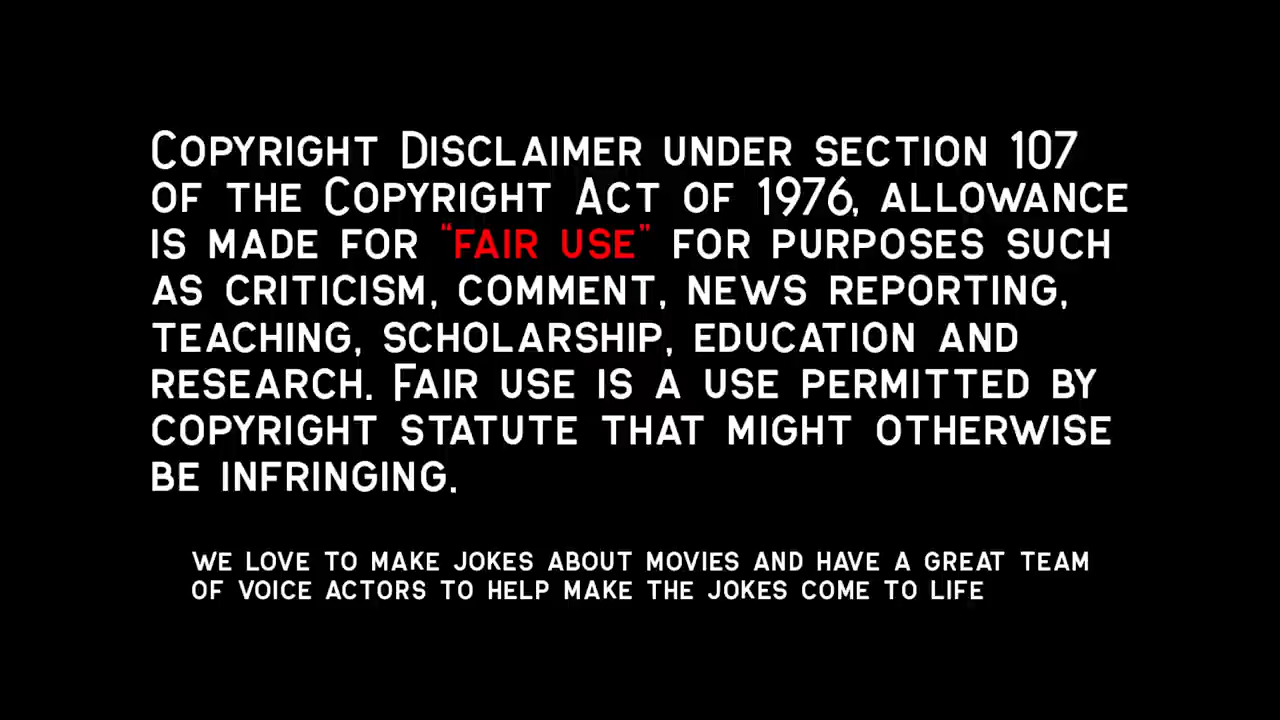 Copyright Disclaimer under section 107
of the Copyright Act of 1976, allowance
is made for “fair use” for purposes such
as criticism, comment, news reporting,
teaching, scholarship, education and
research. Fair use is a use permitted by
copyright statute that might otherwise
be infringing.
we love to make jokes about movies and have a great team
of voice actors to help make the jokes come to life